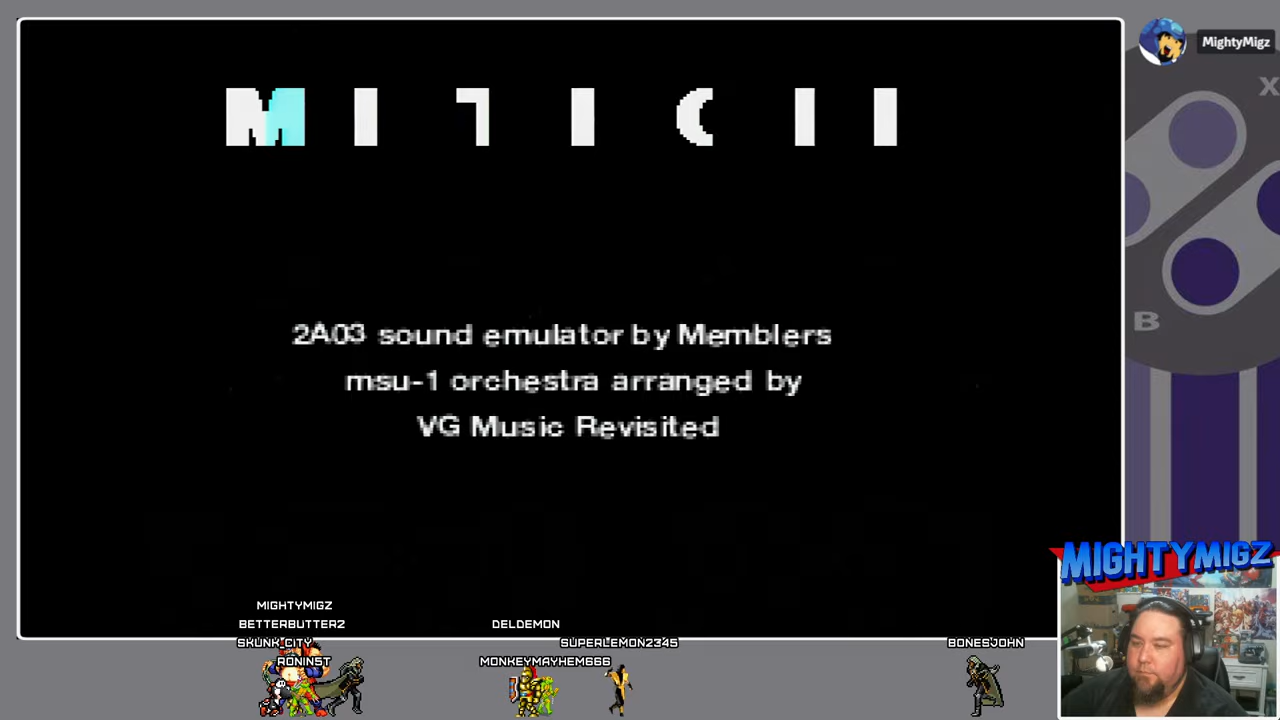 MightyMigz
X
B
2A03 sound emulator by Memblers
msu-1 orchestra arranged by
VG Music Revisited
MIGHTYMIGZ
MIGHTYMIGZ
BETTERBUTTER2
DELDEMON
SKUNK_CITY
SUPERLEMON2345
BONESJOHN
RONIN5T
MONKEYMAYHEM666